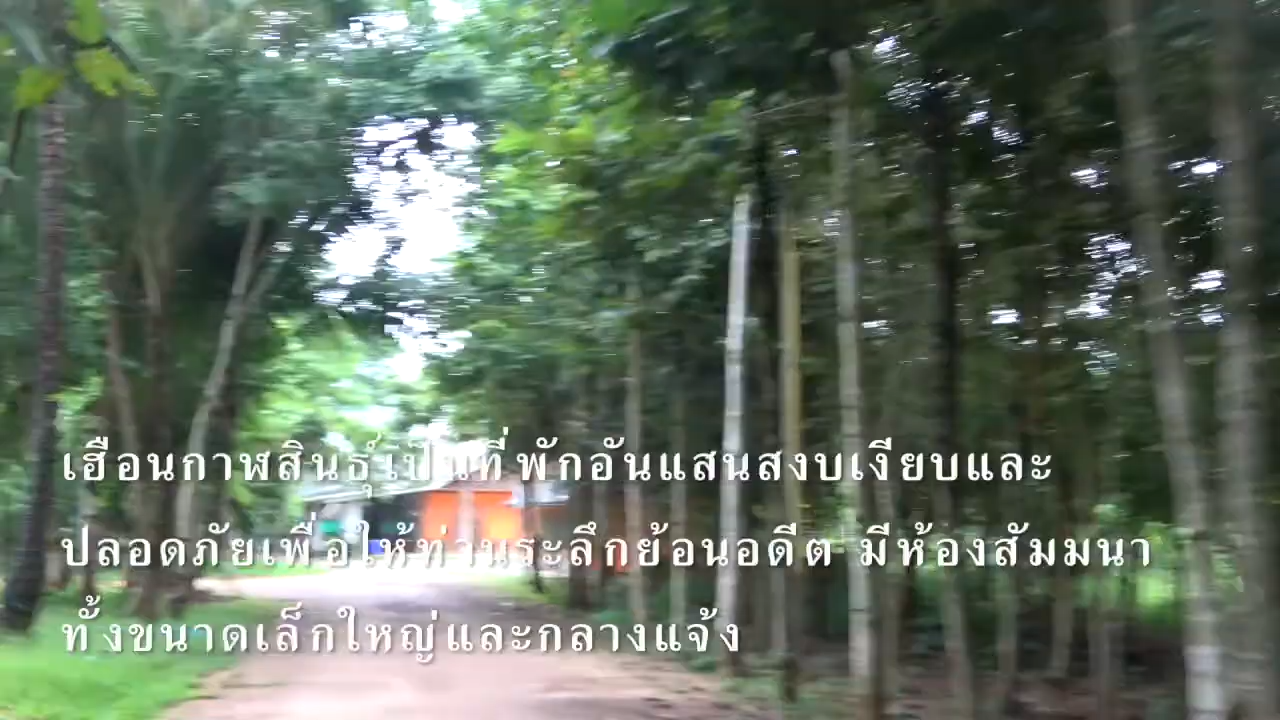 เฮือนกาฬสินธุ์เป็นที่พักอันแสนสงบเงียบและ
ปลอดภัยเพื่อให้ท่านระลึกย้อนอดีต มีห้องสัมมนา
ทั้งขนาดเล็กใหญ่และกลางแจ้ง